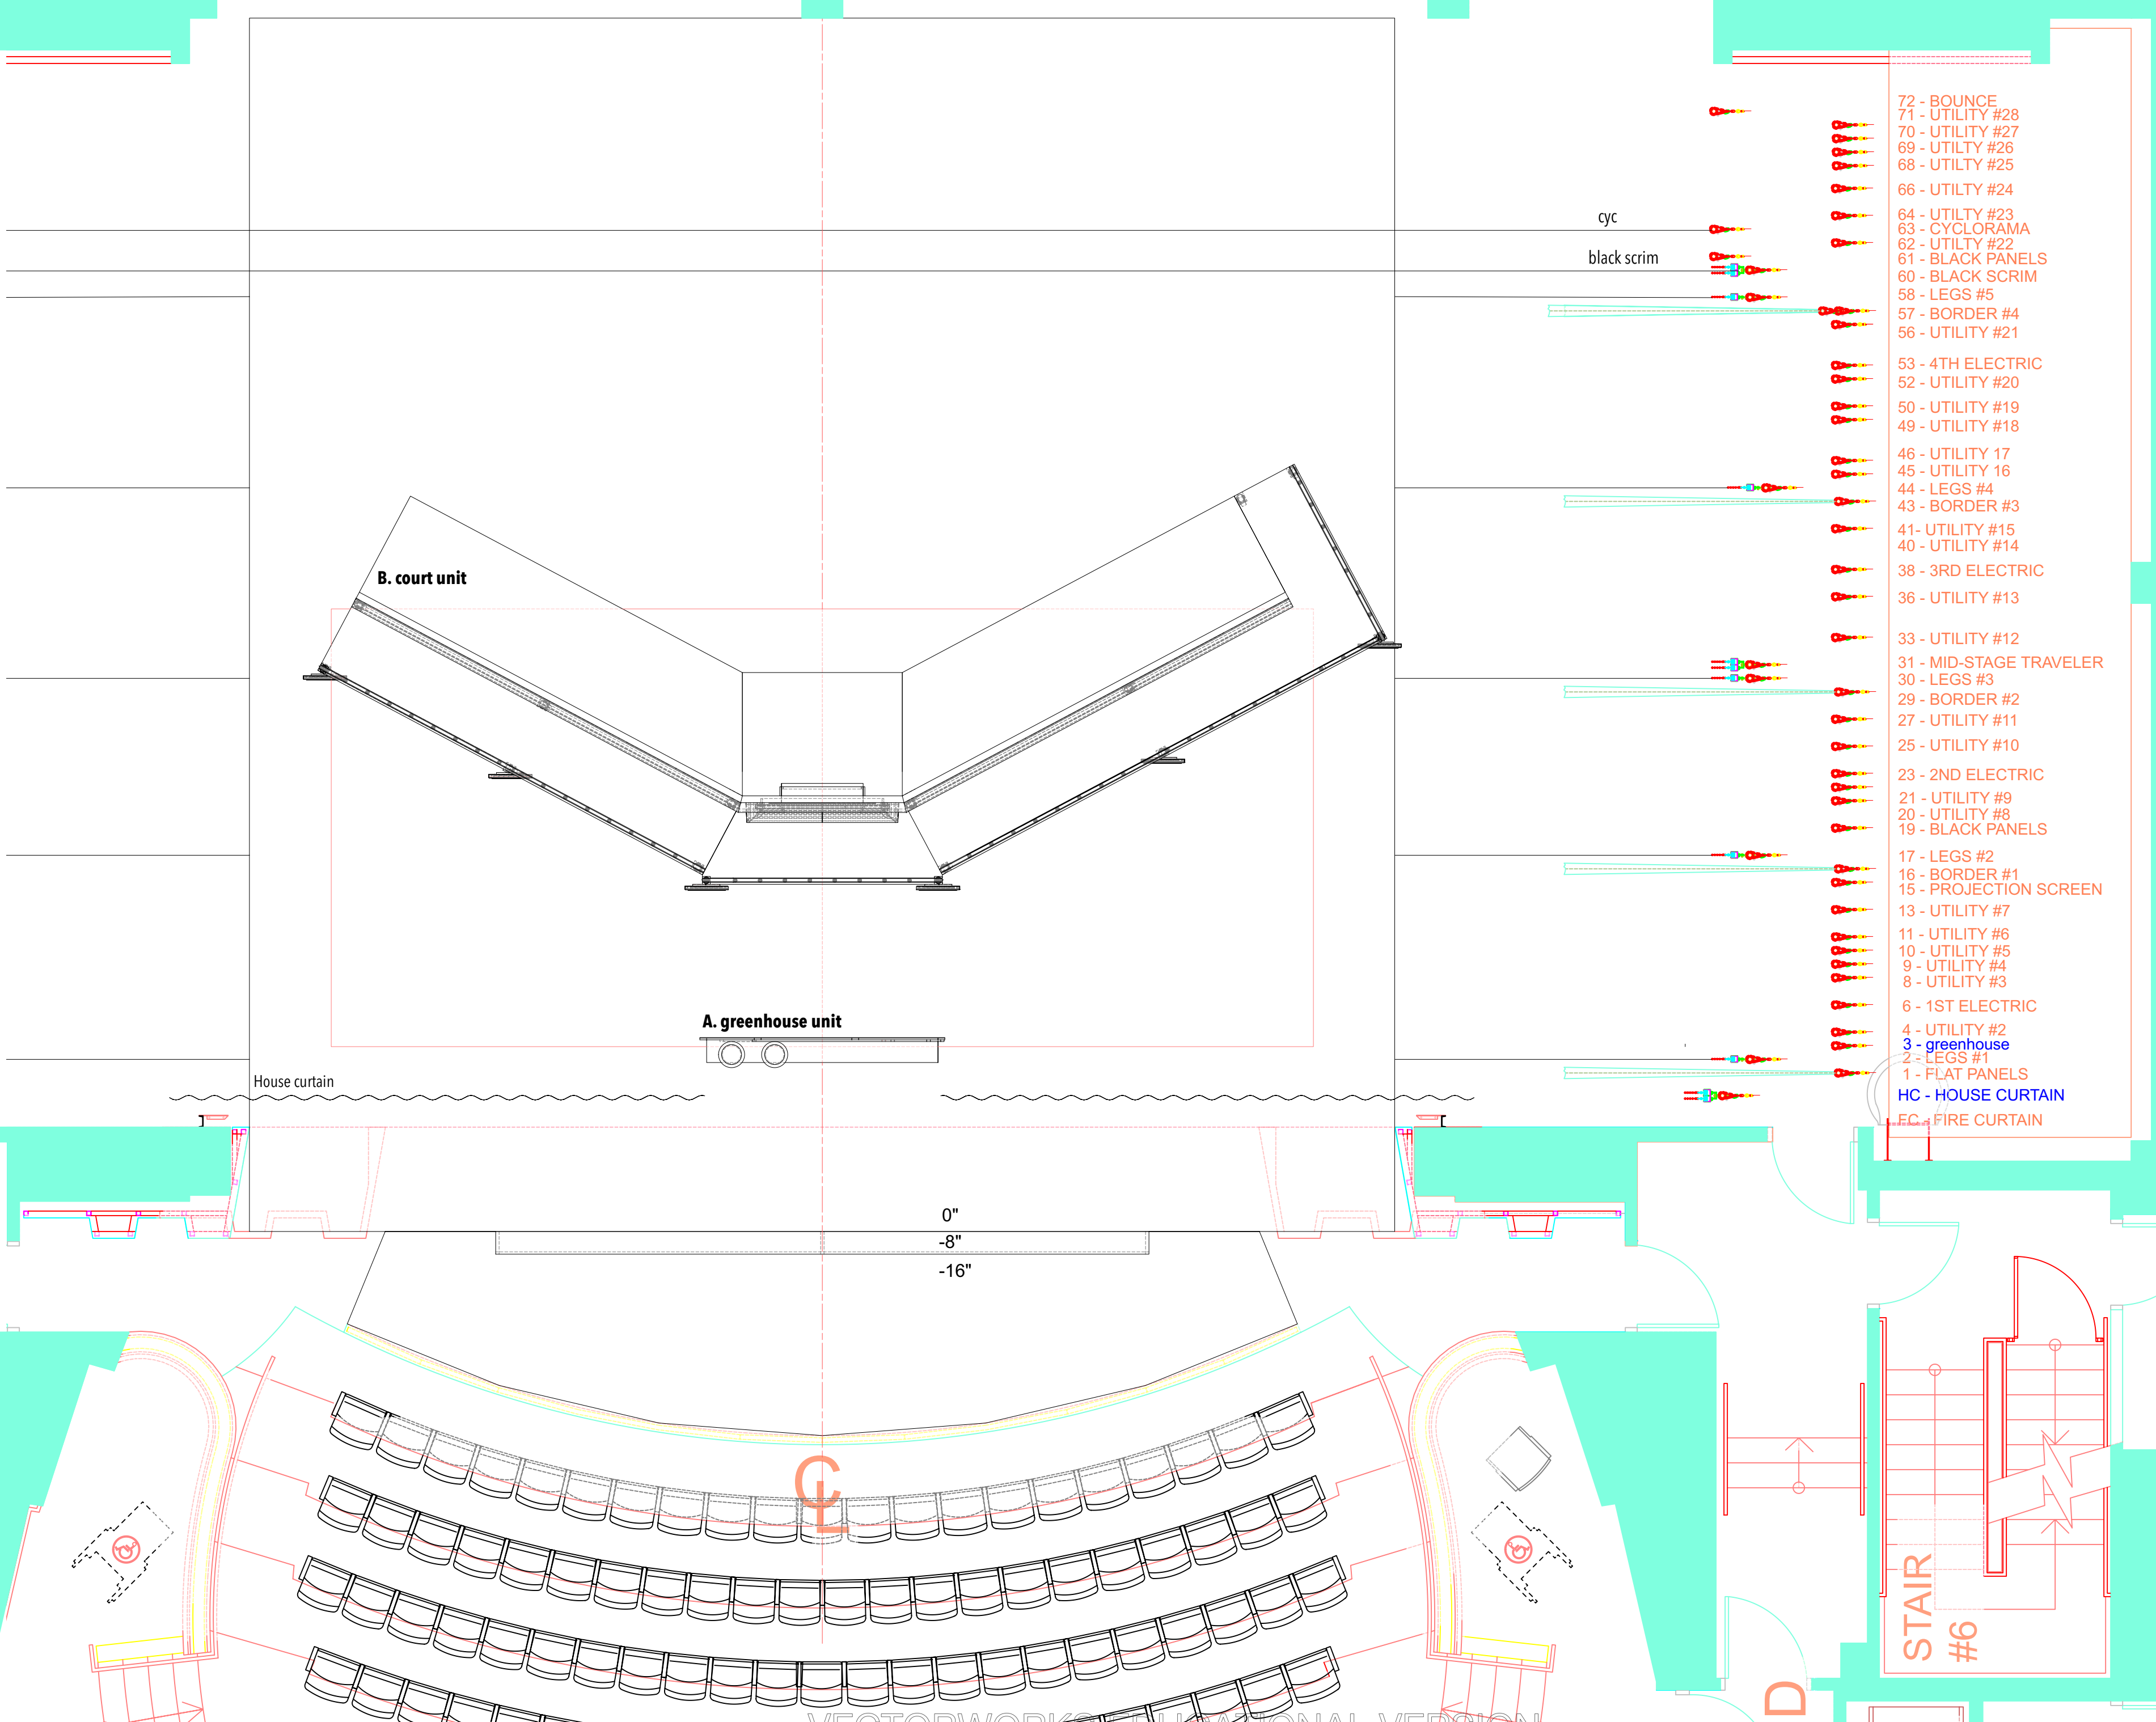 72 - BOUNCE
71 - UTILITY #28
70 - UTILITY #27
69 - UTILTY #26
68 - UTILTY #25
66 - UTILTY #24
cyc
64 - UTILTY #23
63 - CYCLORAMA
62 - UTILTY #22
black scrim
61 - BLACK PANELS
60 - BLACK SCRIM
58 - LEGS #5
57 - BORDER #4
56 - UTILITY #21
53 - 4TH ELECTRIC
52 - UTILITY #20
50 - UTILITY #19
49 - UTILITY #18
46 - UTILITY 17
45 - UTILITY 16
44 - LEGS #4
43 - BORDER #3
41- UTILITY #15
40 - UTILITY #14
38 - 3RD ELECTRIC
B. court unit
36 - UTILITY #13
33 - UTILITY #12
31 - MID-STAGE TRAVELER
30 - LEGS #3
29 - BORDER #2
27 - UTILITY #11
25 - UTILITY #10
23 - 2ND ELECTRIC
21 - UTILITY #9
20 - UTILITY #8
19 - BLACK PANELS
17 - LEGS #2
16 - BORDER #1
15 - PROJECTION SCREEN
13 - UTILITY #7
11 - UTILITY #6
10 - UTILITY #5
9 - UTILITY #4
8 - UTILITY #3
6 - 1ST ELECTRIC
A. greenhouse unit
4 - UTILITY #2
3 - greenhouse
2 - LEGS #1
1 - FLAT PANELS
House curtain
HC - HOUSE CURTAIN
FC - FIRE CURTAIN
0"
-8"
-16"
CL
STAIR
#6
D
VECTORWORKS EDUCATIONAL VERSION